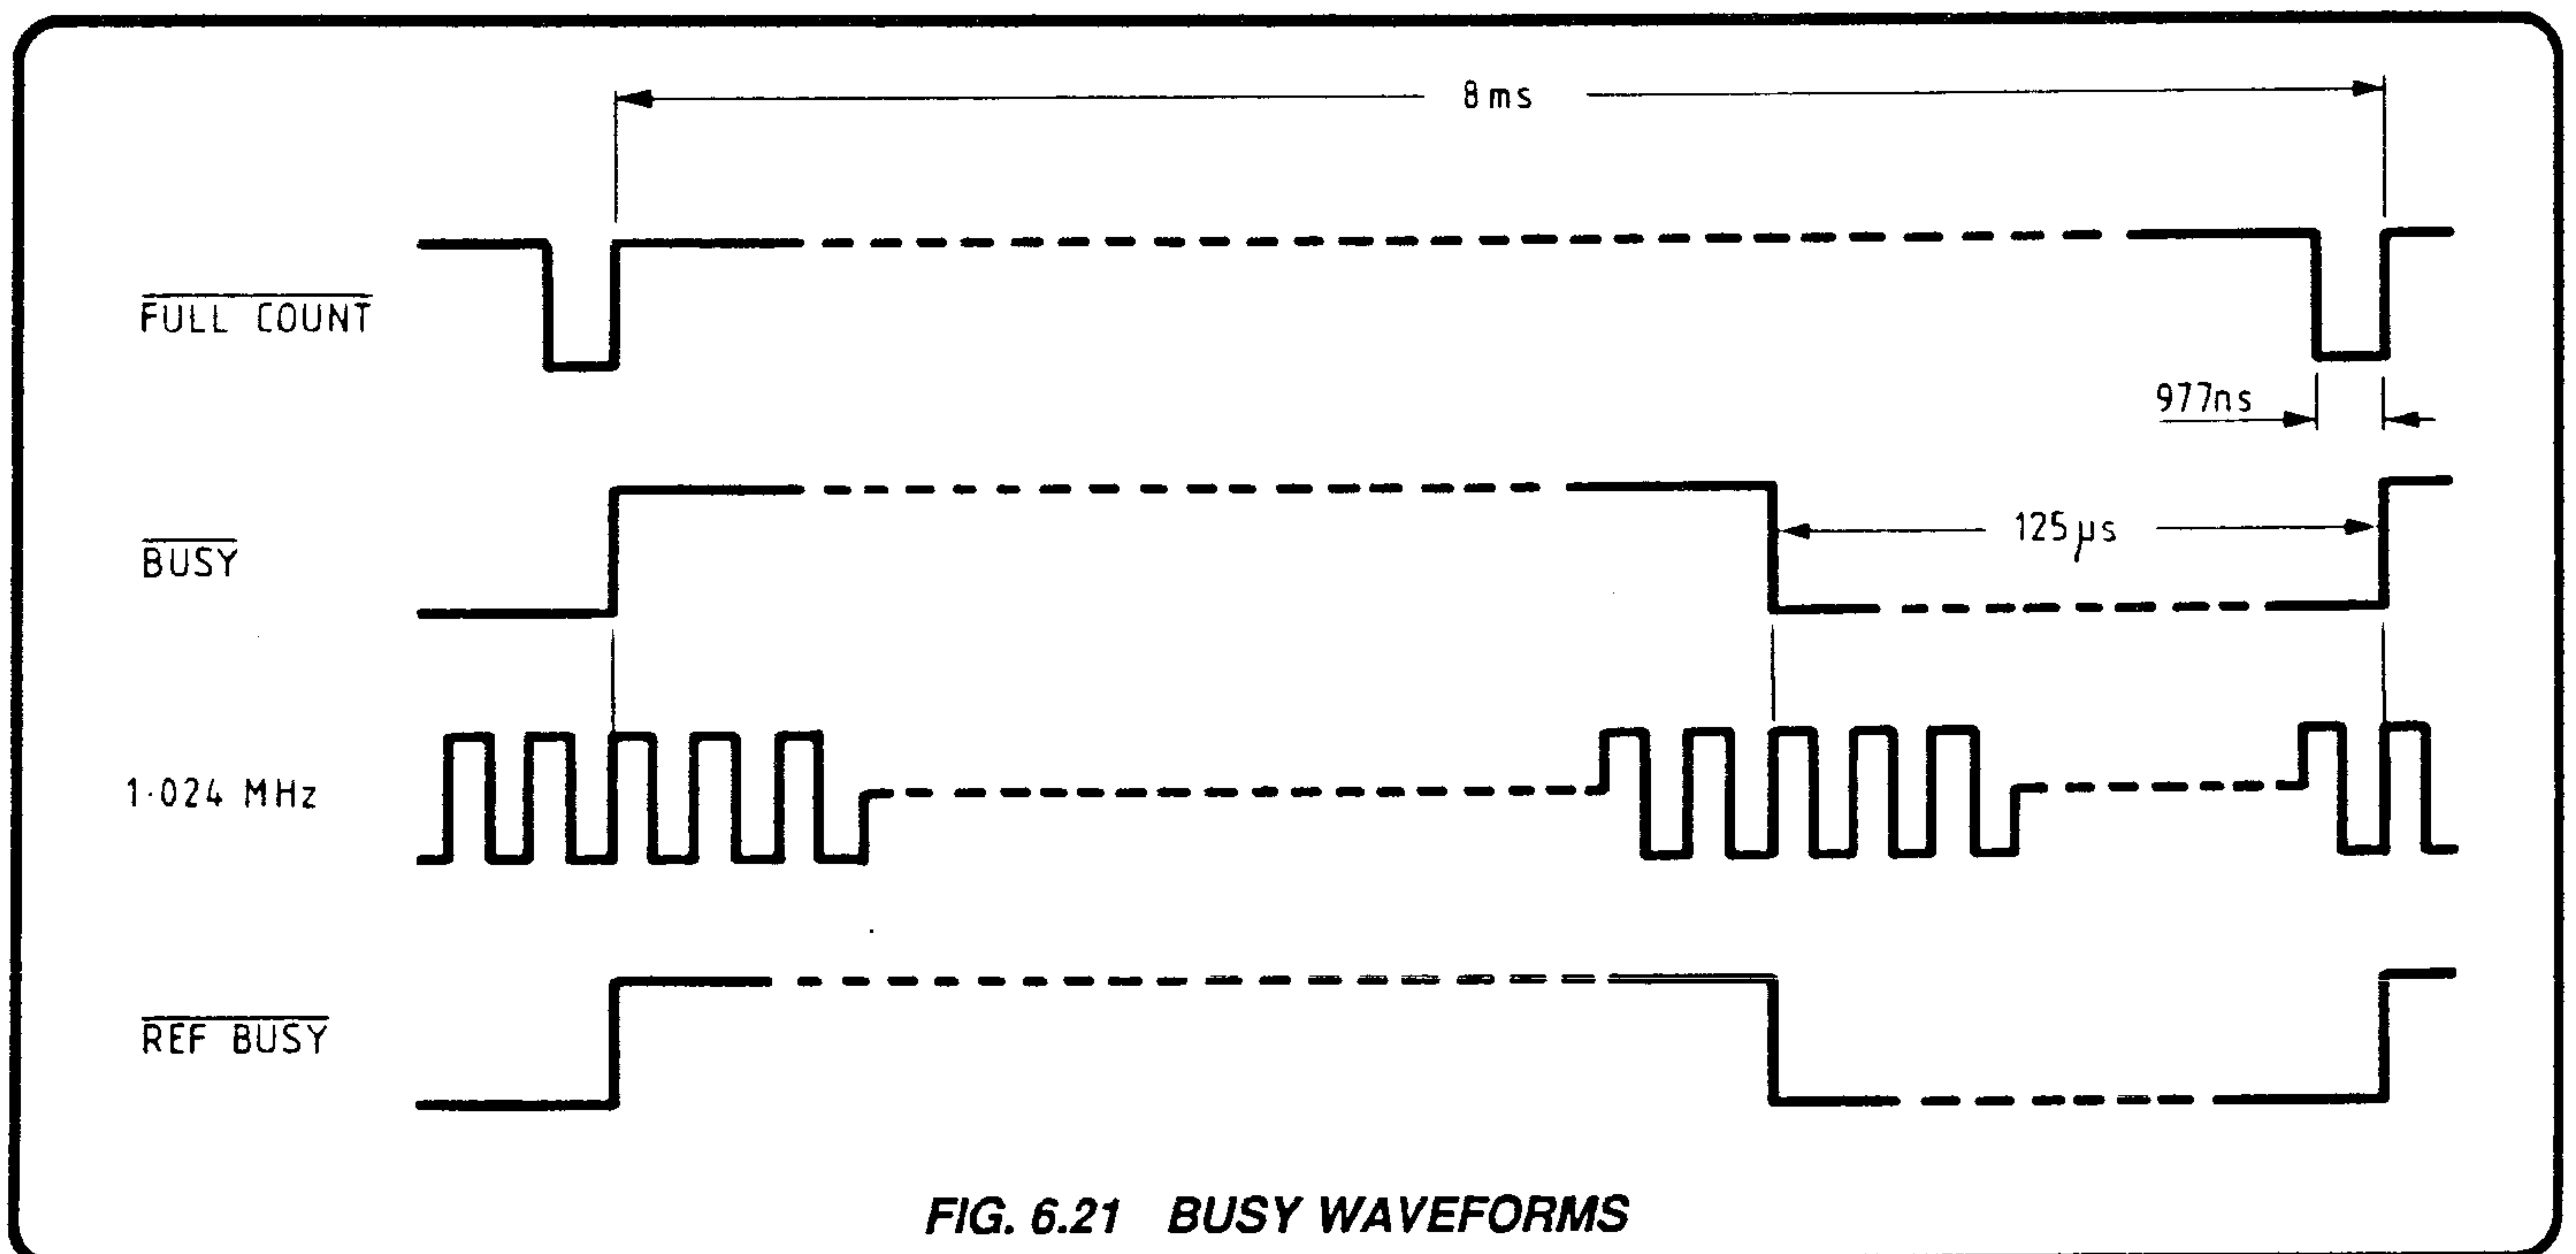 8ms
FULL COUNT
977ns
BUSY
125µs
1·024 MHz
REF BUSY
FIG. 6.21 BUSY WAVEFORMS